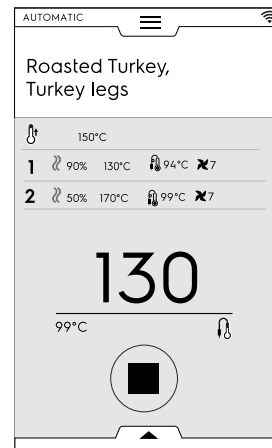 AUTOMATIC
Roasted Turkey,
Turkey legs
150°C
1 90% 130°C 94°C 7
2 50% 170°C 99°C 7
130
99°C